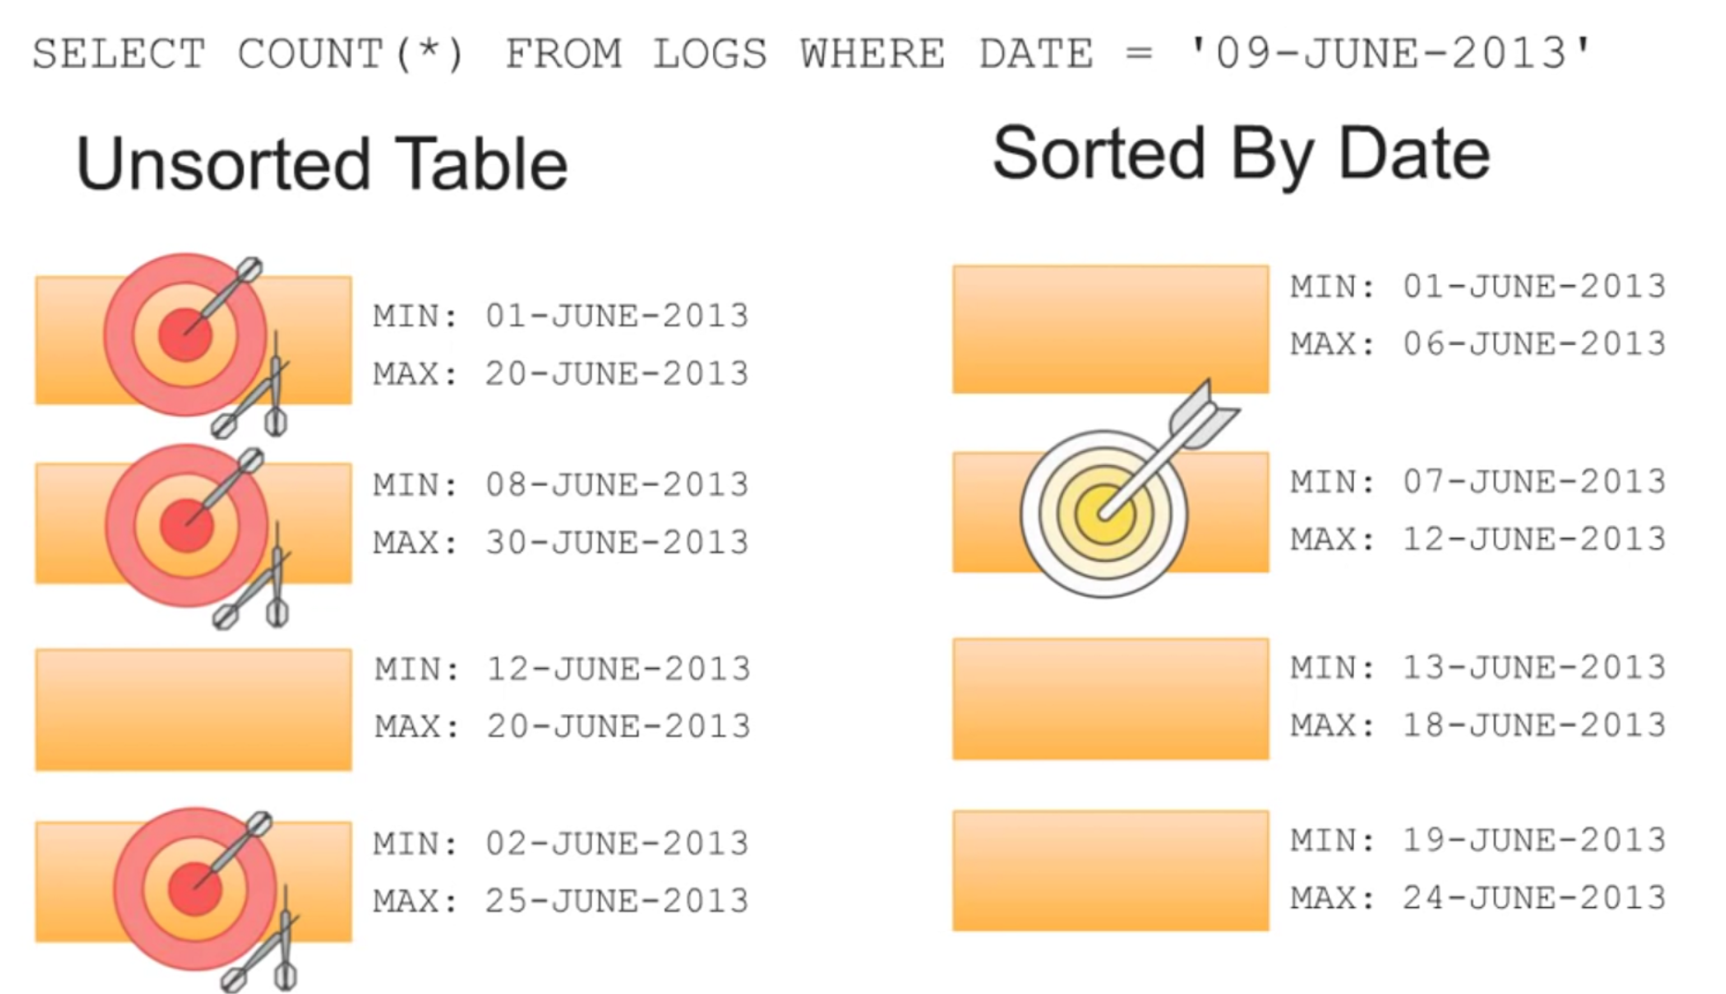 SELECT COUNT(*) FROM LOGS WHERE DATE = '09-JUNE-2013'
Unsorted Table
MIN: 01-JUNE-2013
MAX: 20-JUNE-2013
MIN: 08-JUNE-2013
MAX: 30-JUNE-2013
MIN: 12-JUNE-2013
MAX: 20-JUNE-2013
MIN: 02-JUNE-2013
MAX: 25-JUNE-2013
Sorted By Date
MIN: 01-JUNE-2013
MAX: 06-JUNE-2013
MIN: 07-JUNE-2013
MAX: 12-JUNE-2013
MIN: 13-JUNE-2013
MAX: 18-JUNE-2013
MIN: 19-JUNE-2013
MAX: 24-JUNE-2013